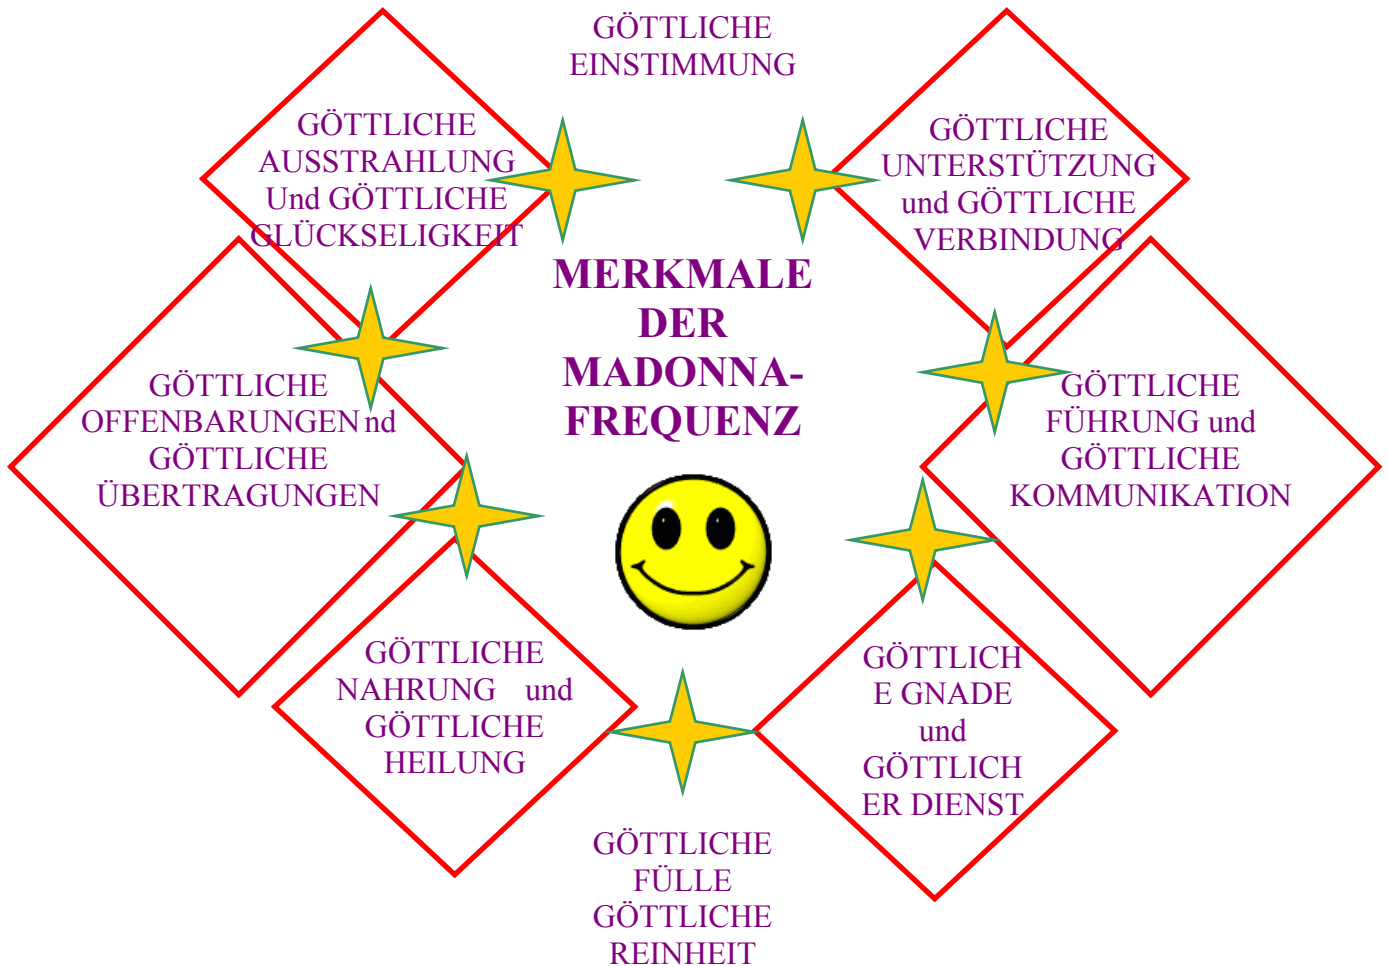 GÖTTLICHE
EINSTIMMUNG
GÖTTLICHE
AUSSTRAHLUNG
Und GÖTTLICHE
GLÜCKSELIGKEIT
GÖTTLICHE
UNTERSTÜTZUNG
und GÖTTLICHE
VERBINDUNG
MERKMALE
DER
MADONNA-
FREQUENZ
GÖTTLICHE
OFFENBARUNGEN nd
GÖTTLICHE
ÜBERTRAGUNGEN
GÖTTLICHE
FÜHRUNG und
GÖTTLICHE
KOMMUNIKATION
GÖTTLICHE
NAHRUNG und
GÖTTLICHE
HEILUNG
GÖTTLICH
E GNADE
und
GÖTTLICH
ER DIENST
GÖTTLICHE
FÜLLE
GÖTTLICHE
REINHEIT